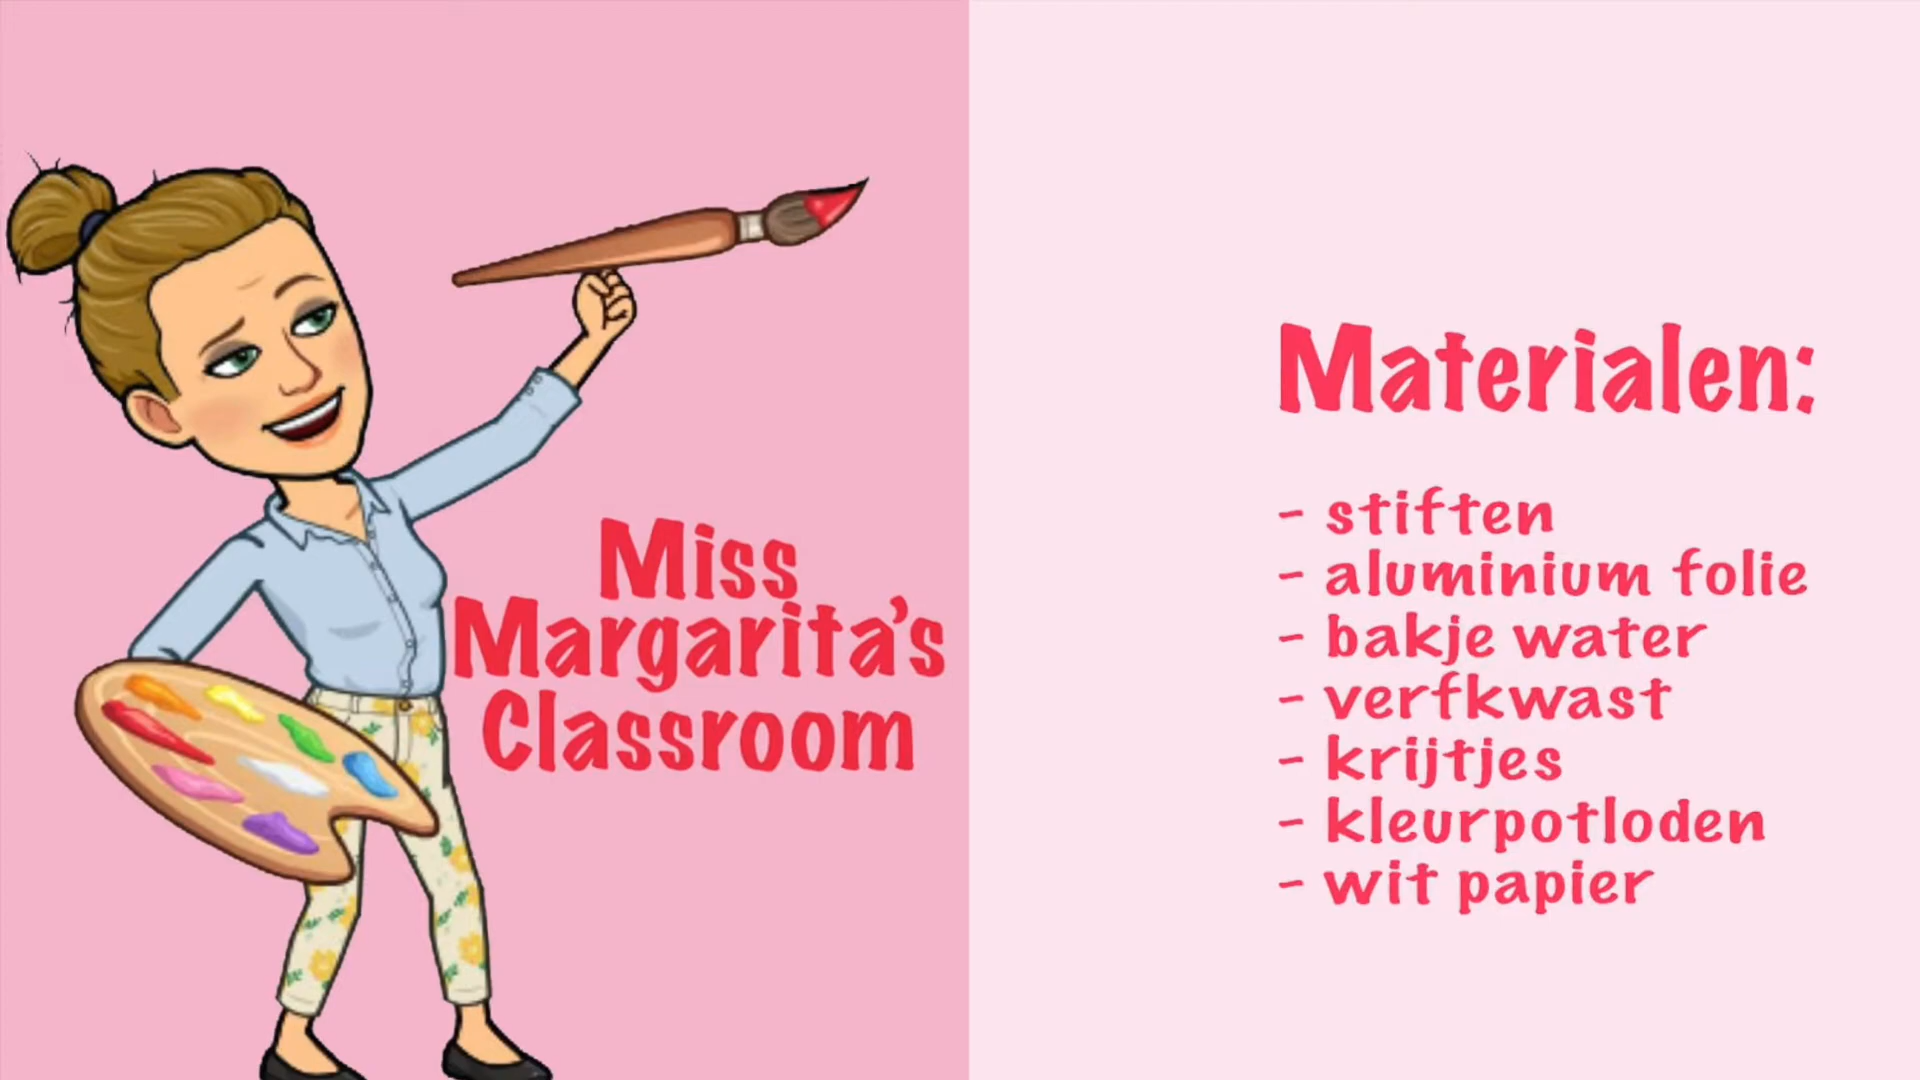 Miss
Margarita's
Classroom
Materialen:
- stiften
- aluminium folie
- bakje water
- verfkwast
- krijtjes
- kleurpotloden
- wit papier